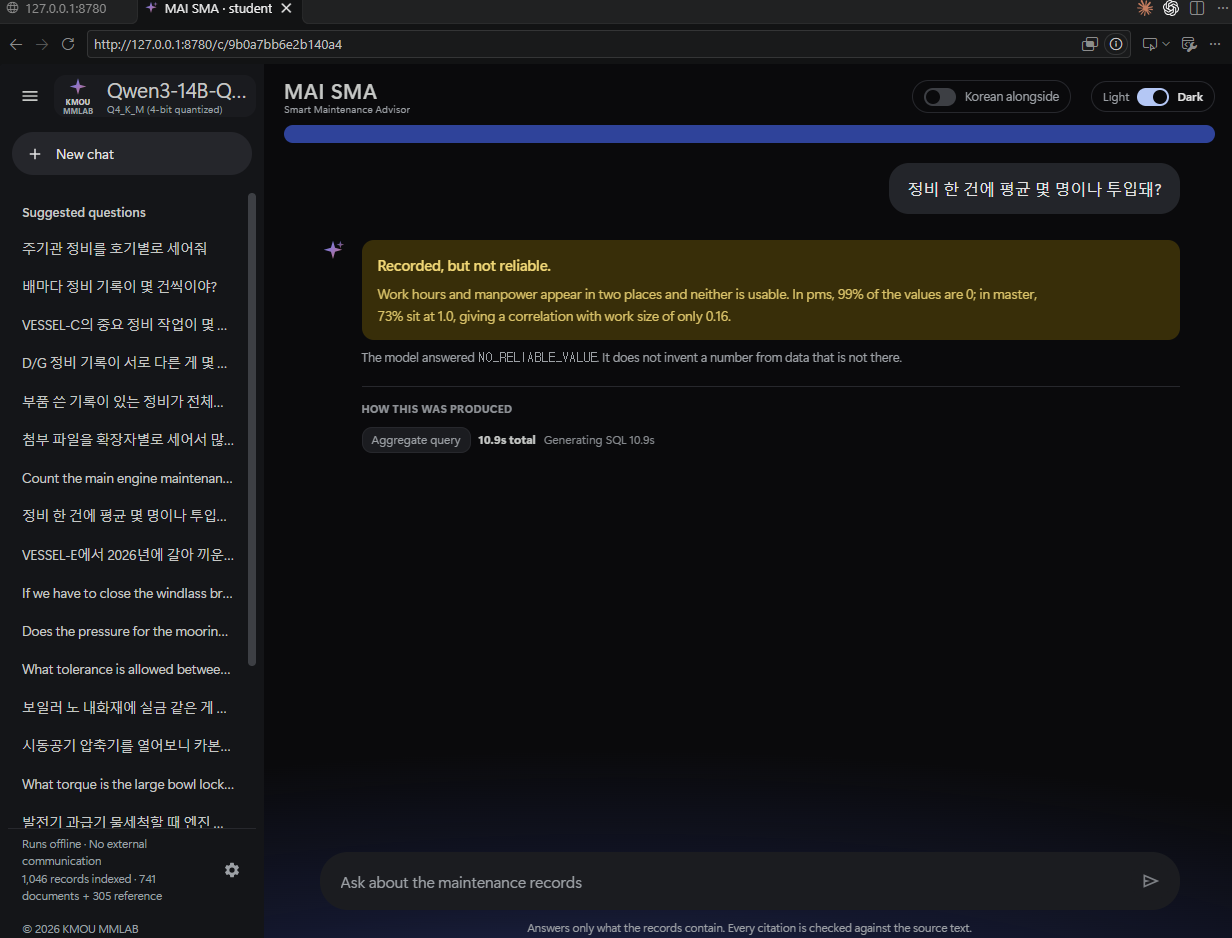 127.0.0.1:8780
MAI SMA · student
http://127.0.0.1:8780/c/9b0a7bb6e2b140a4
KMOU
MMLAB
Qwen3-14B-Q...
Q4_K_M (4-bit quantized)
New chat
Suggested questions
주기관 정비를 호기별로 세어줘
배마다 정비 기록이 몇 건씩이야?
VESSEL-C의 중요 정비 작업이 몇 ...
D/G 정비 기록이 서로 다른 게 몇 ...
부품 쓴 기록이 있는 정비가 전체...
첨부 파일을 확장자별로 세어서 많...
Count the main engine maintenan...
정비 한 건에 평균 몇 명이나 투입...
VESSEL-E에서 2026년에 갈아 끼운...
If we have to close the windlass br...
Does the pressure for the moorin...
What tolerance is allowed betwee...
보일러 노 내화재에 실금 같은 게 ...
시동공기 압축기를 열어보니 카본...
What torque is the large bowl lock...
발전기 과급기 물세척할 때 엔진 ...
Runs offline · No external
communication
1,046 records indexed · 741
documents + 305 reference
© 2026 KMOU MMLAB
MAI SMA
Smart Maintenance Advisor
Korean alongside
Light
Dark
정비 한 건에 평균 몇 명이나 투입돼?
Recorded, but not reliable.
Work hours and manpower appear in two places and neither is usable. In pms, 99% of the values are 0; in master,
73% sit at 1.0, giving a correlation with work size of only 0.16.
The model answered NO_RELIABLE_VALUE. It does not invent a number from data that is not there.
HOW THIS WAS PRODUCED
Aggregate query 10.9s total Generating SQL 10.9s
Ask about the maintenance records
Answers only what the records contain. Every citation is checked against the source text.